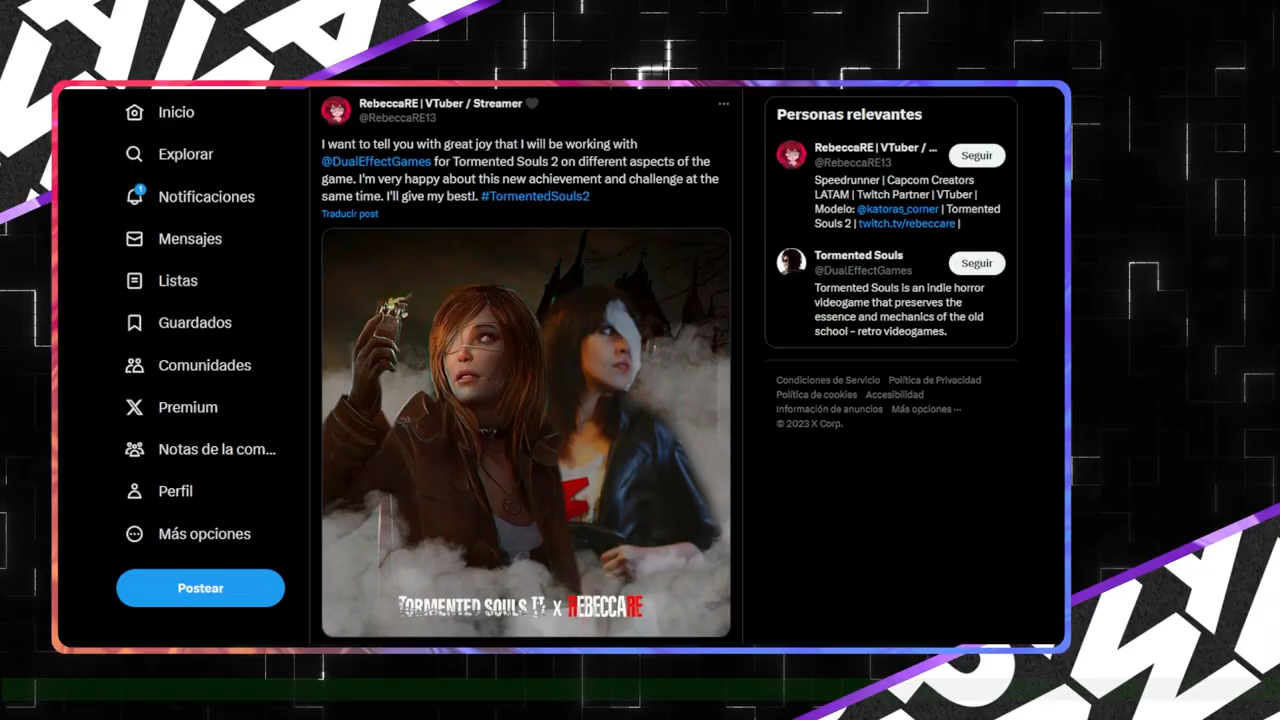 Inicio
Explorar
Notificaciones
Mensajes
Listas
Guardados
Comunidades
Premium
Notas de la com...
Perfil
Más opciones
Postear
RebeccaRE | VTuber / Streamer
@RebeccaRE13
I want to tell you with great joy that I will be working with
@DualEffectGames for Tormented Souls 2 on different aspects of the
game. I'm very happy about this new achievement and challenge at the
same time. I'll give my best!. #TormentedSouls2
Traducir post
TORMENTED SOULS II X REBECCARE
Personas relevantes
RebeccaRE | VTuber / ...
@RebeccaRE13
Seguir
Speedrunner | Capcom Creators
LATAM | Twitch Partner | VTuber |
Modelo: @katoras_corner | Tormented
Souls 2 | twitch.tv/rebeccare |
Tormented Souls
@DualEffectGames
Seguir
Tormented Souls is an indie horror
videogame that preserves the
essence and mechanics of the old
school - retro videogames.
Condiciones de Servicio Política de Privacidad
Política de cookies Accesibilidad
Información de anuncios Más opciones ...
© 2023 X Corp.